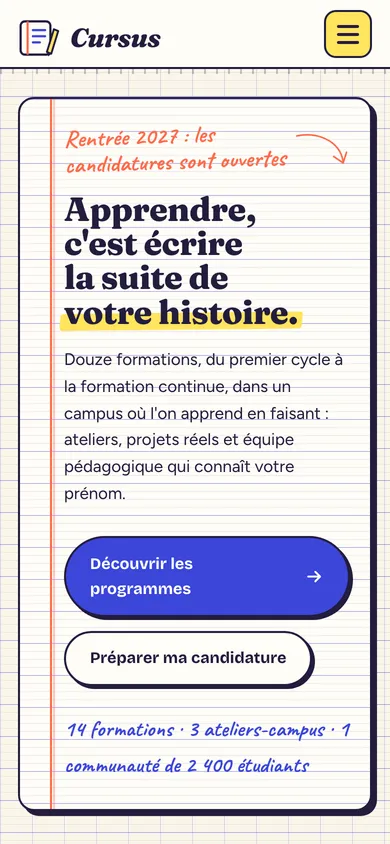 Cursus
Rentrée 2027 : les
candidatures sont ouvertes
Apprendre,
c'est écrire
la suite de
votre histoire.
Douze formations, du premier cycle à
la formation continue, dans un
campus où l'on apprend en faisant :
ateliers, projets réels et équipe
pédagogique qui connaît votre
prénom.
Découvrir les
programmes
Préparer ma candidature
14 formations · 3 ateliers-campus · 1
communauté de 2 400 étudiants